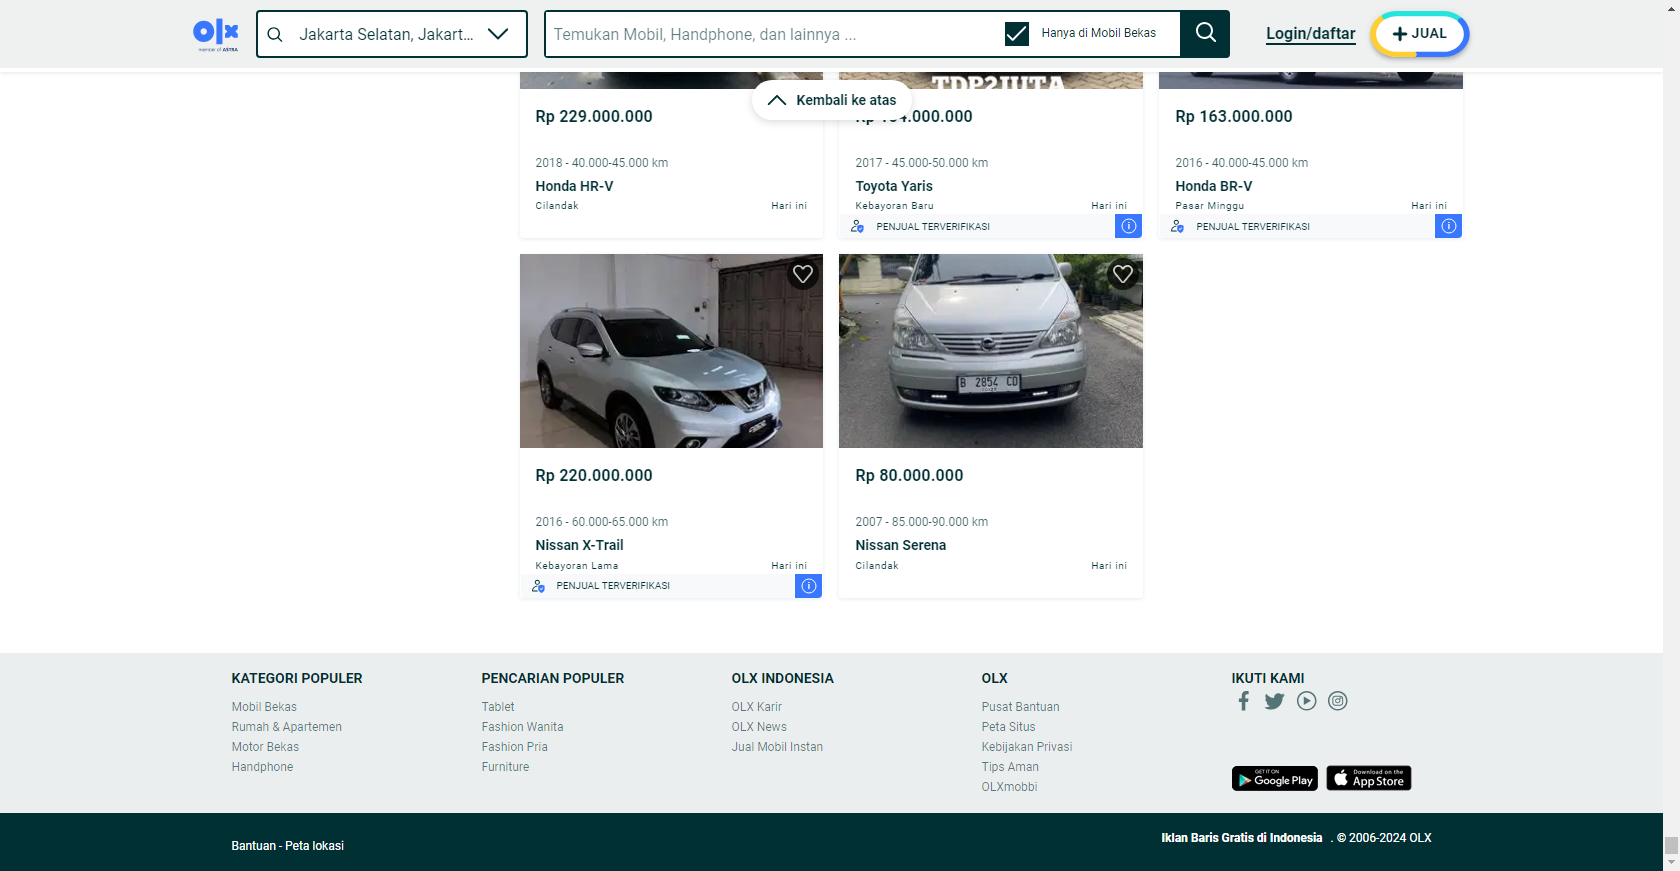 olx
member of ASTRA
Jakarta Selatan, Jakart...
Temukan Mobil, Handphone, dan lainnya ...
Hanya di Mobil Bekas
Login/daftar
JUAL
TDP2JUTA
Kembali ke atas
Rp 229.000.000
2018 - 40.000-45.000 km
Honda HR-V
Cilandak
Hari ini
.000.000
2017 - 45.000-50.000 km
Toyota Yaris
Kebayoran Baru
Hari ini
PENJUAL TERVERIFIKASI
Rp 163.000.000
2016 - 40.000-45.000 km
Honda BR-V
Pasar Minggu
Hari ini
PENJUAL TERVERIFIKASI
Rp 220.000.000
2016 - 60.000-65.000 km
Nissan X-Trail
Kebayoran Lama
Hari ini
PENJUAL TERVERIFIKASI
B 2854 CD
Rp 80.000.000
2007 - 85.000-90.000 km
Nissan Serena
Cilandak
Hari ini
KATEGORI POPULER
Mobil Bekas
Rumah & Apartemen
Motor Bekas
Handphone
PENCARIAN POPULER
Tablet
Fashion Wanita
Fashion Pria
Furniture
OLX INDONESIA
OLX Karir
OLX News
Jual Mobil Instan
OLX
Pusat Bantuan
Peta Situs
Kebijakan Privasi
Tips Aman
OLXmobbi
IKUTI KAMI
GET IT ON
Google Play
Download on the
App Store
Bantuan - Peta lokasi
Iklan Baris Gratis di Indonesia . © 2006-2024 OLX